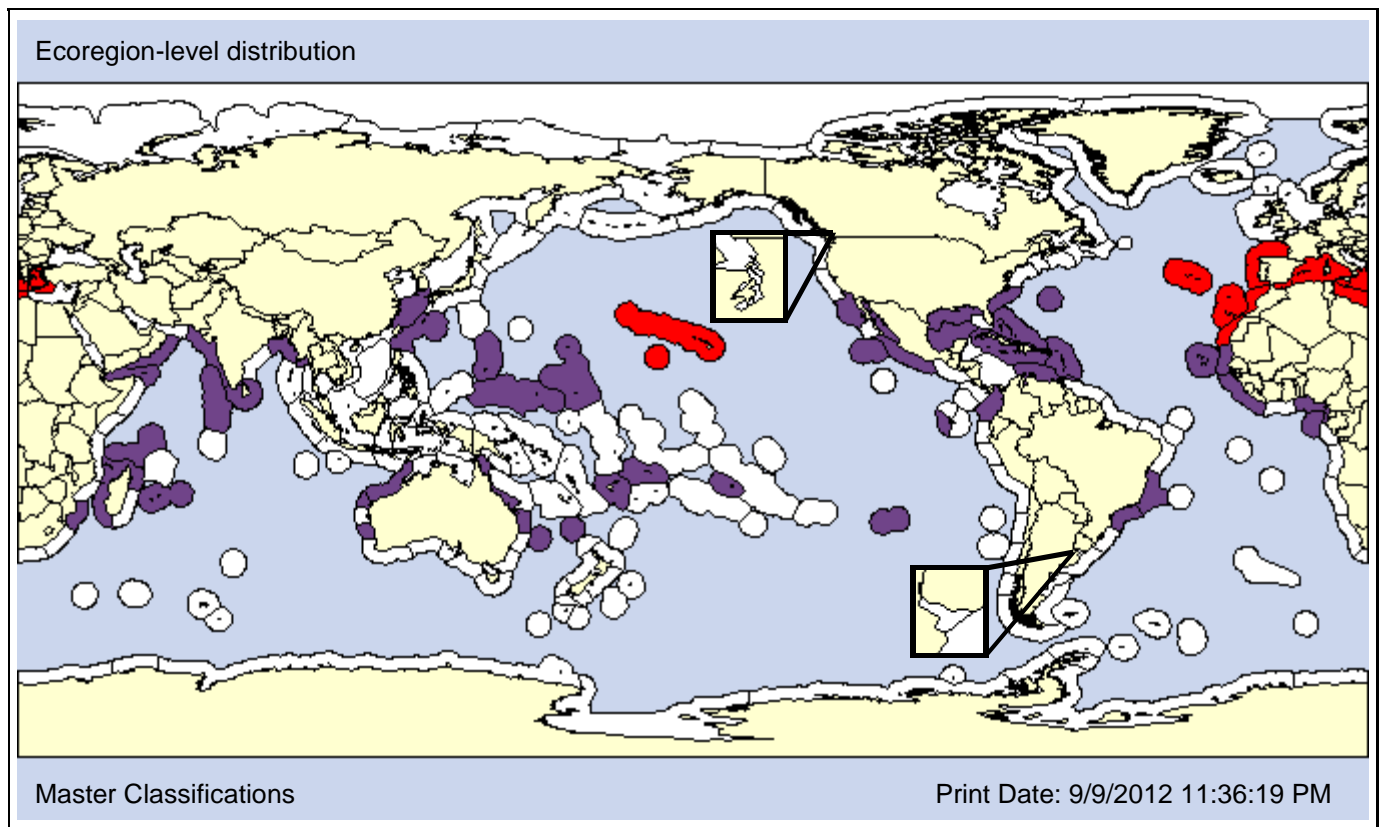 Ecoregion-level distribution
Master Classifications
Print Date: 9/9/2012 11:36:19 PM